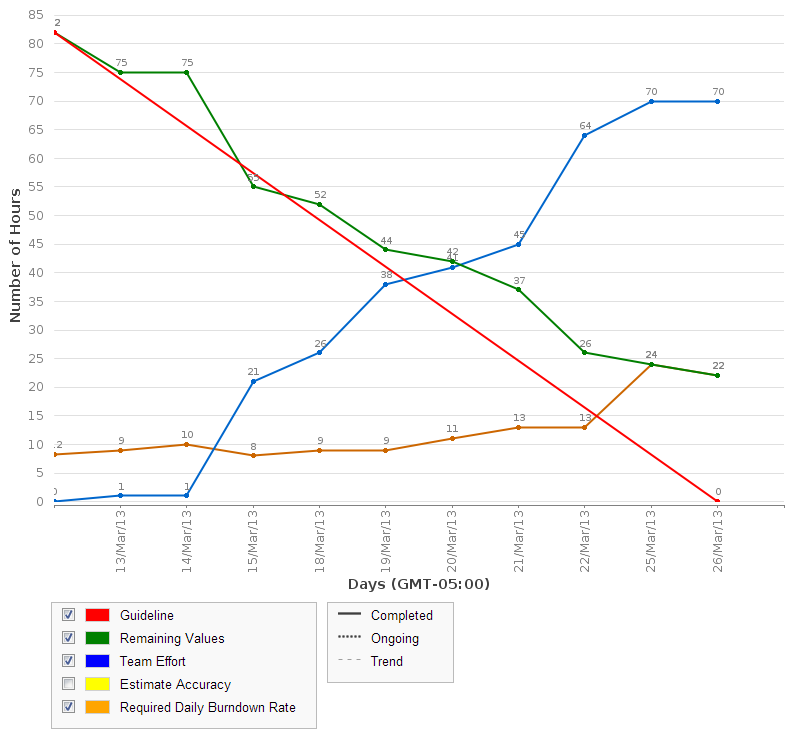 85
80
75
70
65
60
55
50
45
40
35
30
25
20
15
10
5
0
Number of Hours
2
75
75
55
52
44
42
37
26
24
22
0
1
1
21
26
38
41
45
64
70
70
.2
9
10
8
9
9
11
13
13
0
13/Mar/13
14/Mar/13
15/Mar/13
18/Mar/13
19/Mar/13
20/Mar/13
21/Mar/13
22/Mar/13
25/Mar/13
26/Mar/13
Days (GMT-05:00)
Guideline
Remaining Values
Team Effort
Estimate Accuracy
Required Daily Burndown Rate
Completed
Ongoing
Trend